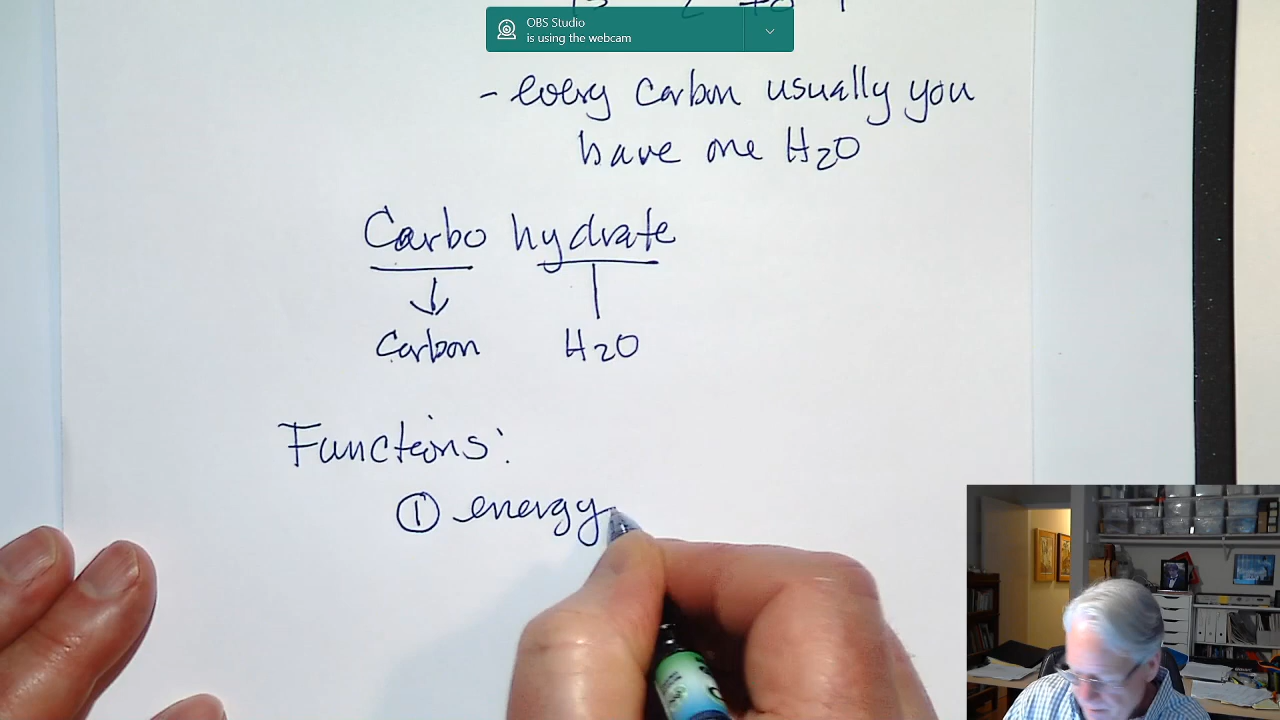 OBS Studio
is using the webcam
- every carbon usually you
have one H2O
Carbo hydrate
Carbon H2O
Functions:
① energy